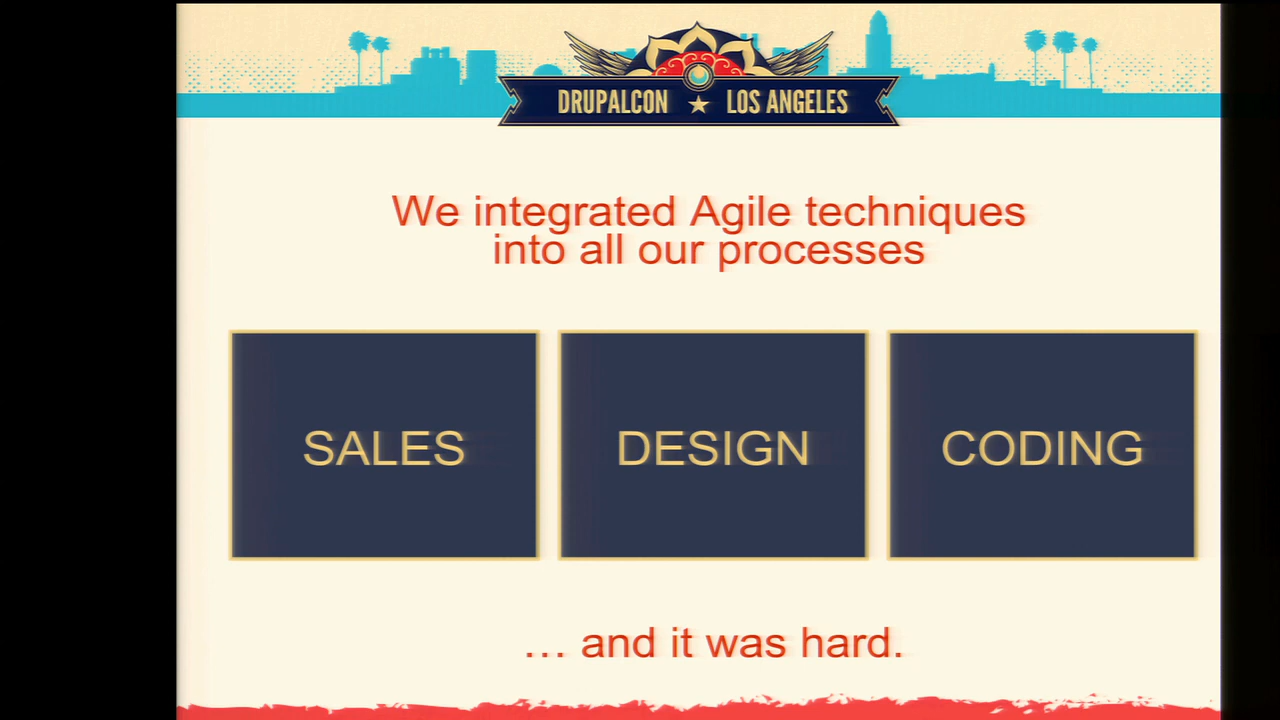 DRUPALCON ★ LOS ANGELES
We integrated Agile techniques
into all our processes
SALES
DESIGN
CODING
… and it was hard.